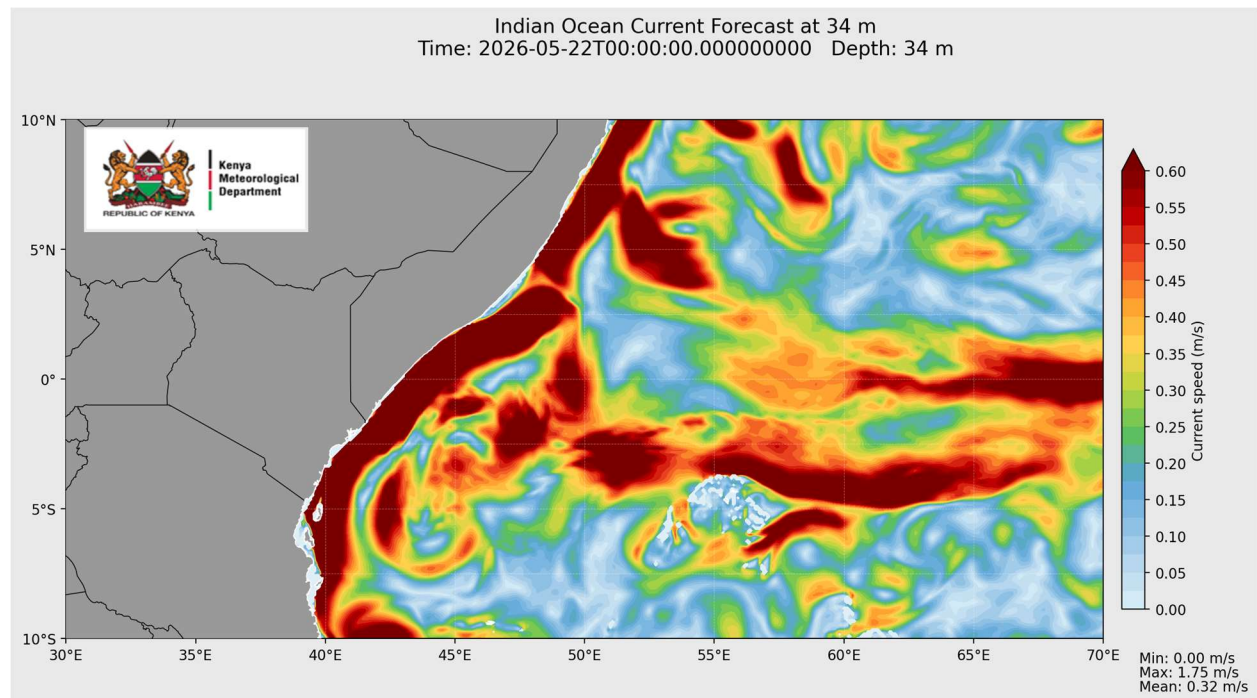 Indian Ocean Current Forecast at 34 m
Time: 2026-05-22T00:00:00.000000000   Depth: 34 m
10°N
5°N
0°
5°S
10°S
30°E
35°E
40°E
45°E
50°E
55°E
60°E
65°E
70°E
REPUBLIC OF KENYA
Kenya
Meteorological
Department
0.60
0.55
0.50
0.45
0.40
0.35
0.30
0.25
0.20
0.15
0.10
0.05
0.00
Current speed (m/s)
Min: 0.00 m/s
Max: 1.75 m/s
Mean: 0.32 m/s